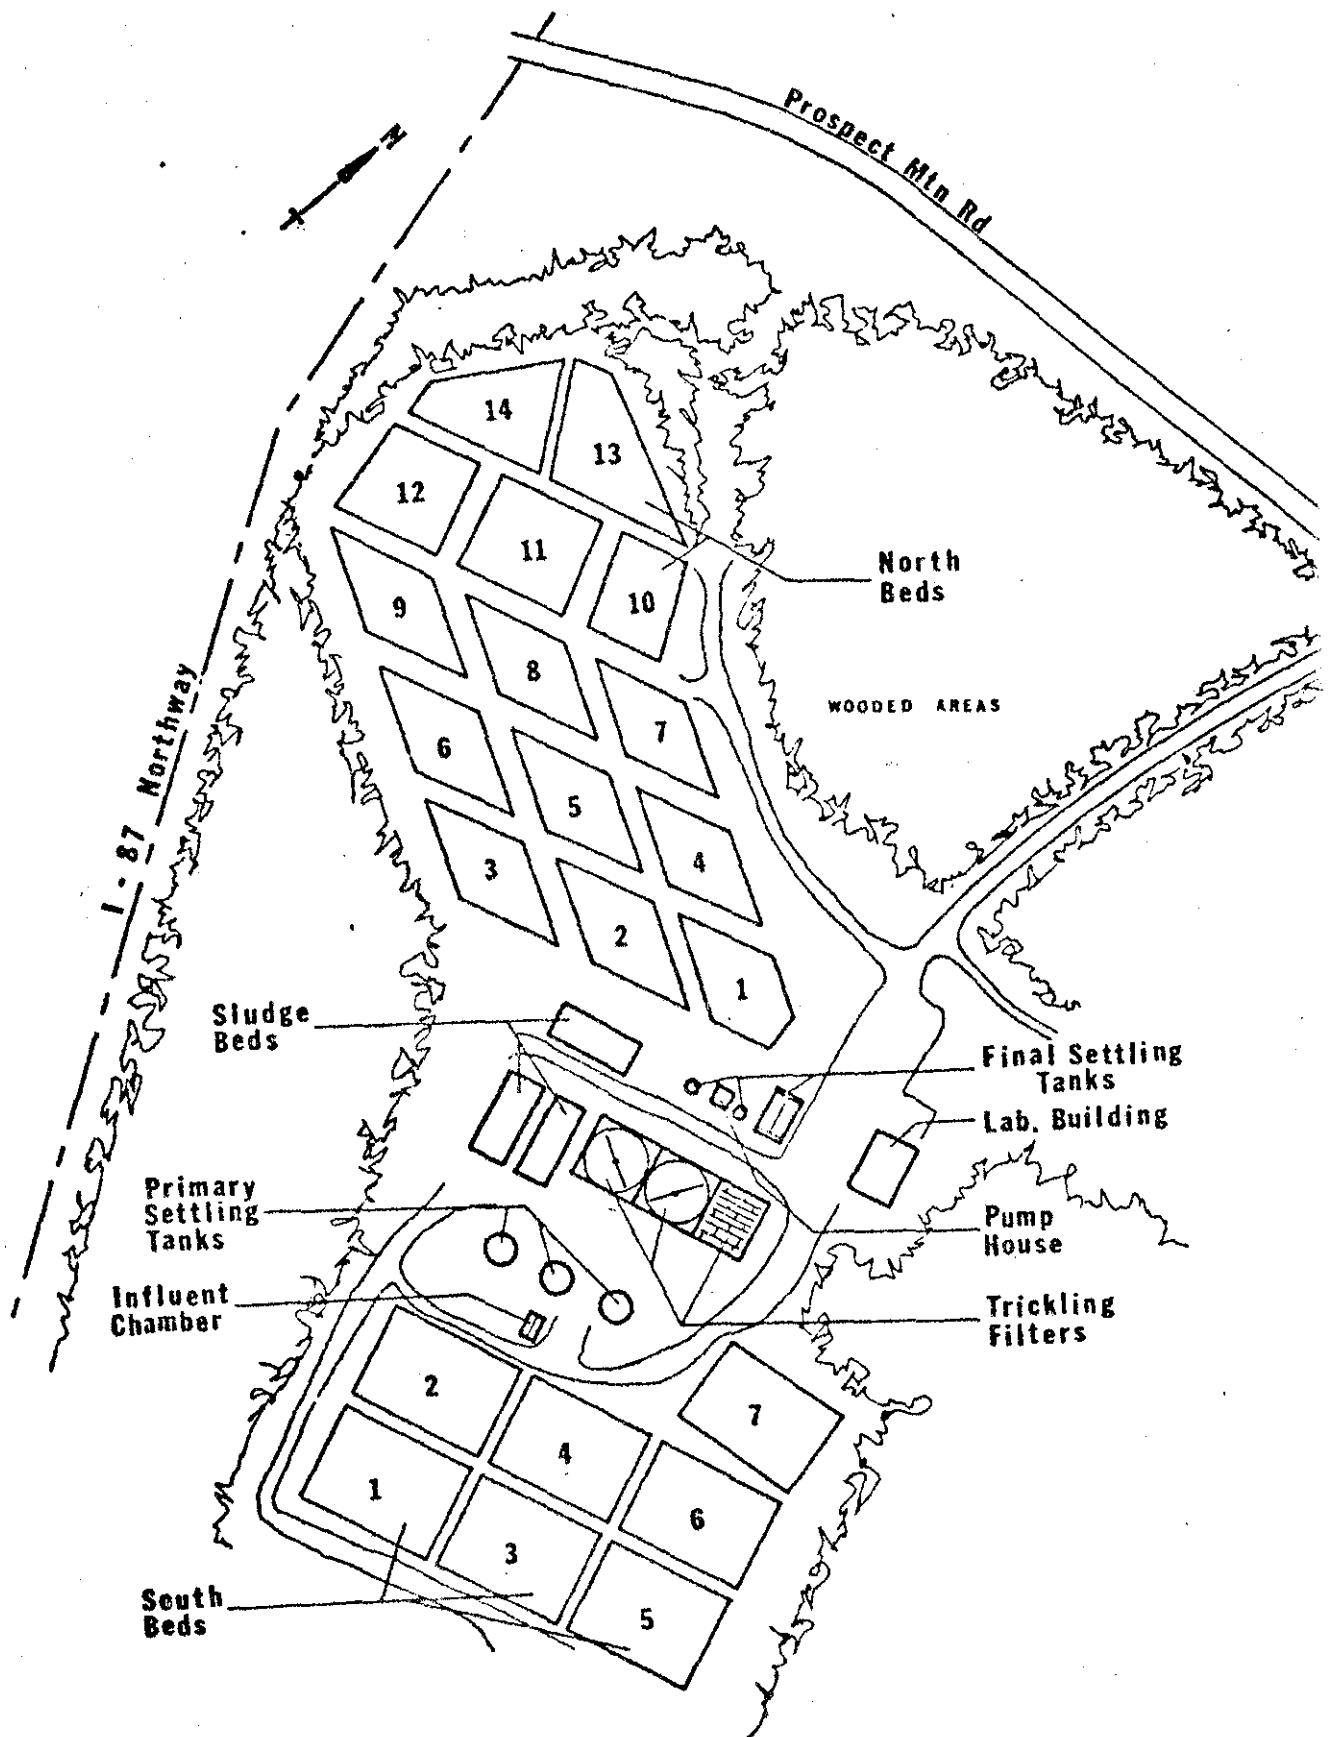 Prospect Mtn Rd
N
14
13
12
11
10
North
Beds
9
8
7
WOODED AREAS
6
5
4
3
2
1
I-87 Northway
Sludge
Beds
Final Settling
Tanks
Lab. Building
Primary
Settling
Tanks
Pump
House
Influent
Chamber
Trickling
Filters
2
7
4
1
6
3
5
South
Beds